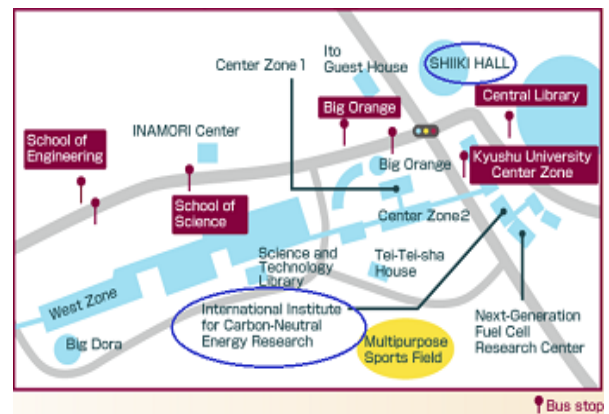 Ito
Guest House
Center Zone 1
SHIIKI HALL
Central Library
Big Orange
INAMORI Center
School of
Engineering
Big Orange
Kyushu University
Center Zone
School of
Science
Center Zone2
Science and
Technology
Library
Tei-Tei-sha
House
West Zone
International Institute
for Carbon-Neutral
Energy Research
Next-Generation
Fuel Cell
Research Center
Big Dora
Multipurpose
Sports Field
Bus stop